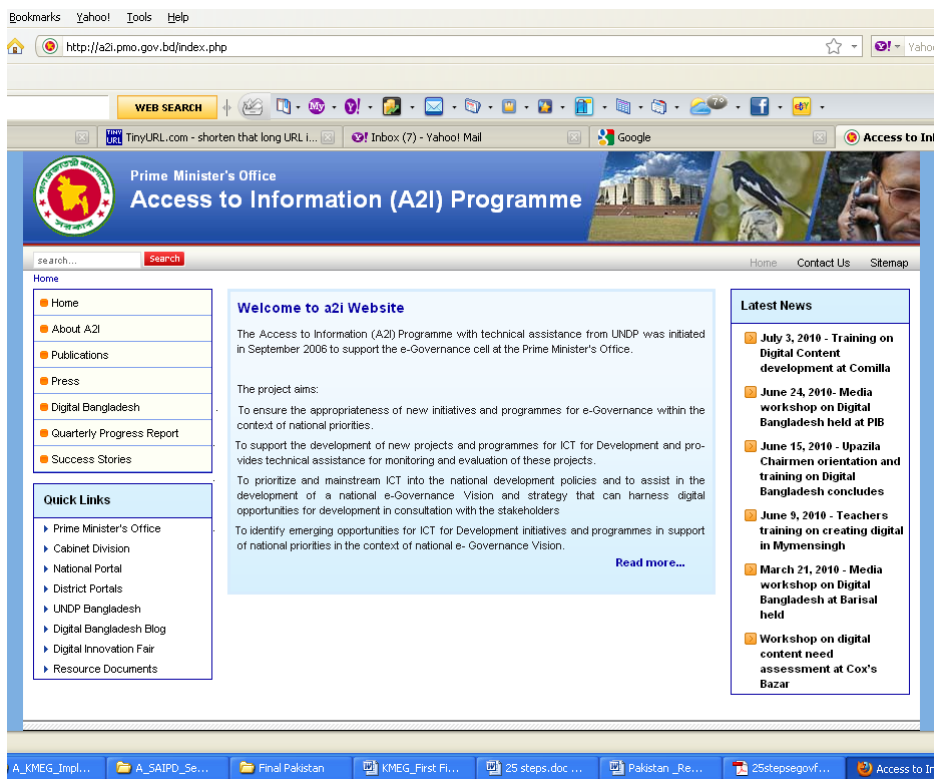 Bookmarks Yahoo! Tools Help
http://a2i.pmo.gov.bd/index.php
Yahoo
WEB SEARCH
TinyURL.com - shorten that long URL i...
Inbox (7) - Yahoo! Mail
Google
Access to In
Prime Minister's Office
Access to Information (A2I) Programme
search...
Search
Home Contact Us Sitemap
Home
Home
About A2I
Publications
Press
Digital Bangladesh
Quarterly Progress Report
Success Stories
Quick Links
Prime Minister's Office
Cabinet Division
National Portal
District Portals
UNDP Bangladesh
Digital Bangladesh Blog
Digital Innovation Fair
Resource Documents
Welcome to a2i Website
The Access to Information (A2I) Programme with technical assistance from UNDP was initiated
in September 2006 to support the e-Governance cell at the Prime Minister's Office.
The project aims:
To ensure the appropriateness of new initiatives and programmes for e-Governance within the
context of national priorities.
To support the development of new projects and programmes for ICT for Development and pro-
vides technical assistance for monitoring and evaluation of these projects.
To prioritize and mainstream ICT into the national development policies and to assist in the
development of a national e-Governance Vision and strategy that can harness digital
opportunities for development in consultation with the stakeholders
To identify emerging opportunities for ICT for Development initiatives and programmes in support
of national priorities in the context of national e- Governance Vision.
Read more...
Latest News
July 3, 2010 - Training on
Digital Content
development at Comilla
June 24, 2010- Media
workshop on Digital
Bangladesh held at PIB
June 15, 2010 - Upazila
Chairmen orientation and
training on Digital
Bangladesh concludes
June 9, 2010 - Teachers
training on creating digital
in Mymensingh
March 21, 2010 - Media
workshop on Digital
Bangladesh at Barisal
held
Workshop on digital
content need
assessment at Cox's
Bazar
A_KMEG_Impl...
A_SAIPD_Se...
Final Pakistan
KMEG_First Fi...
25 steps.doc ...
Pakistan _Re...
25stepsegovf...
Access to In